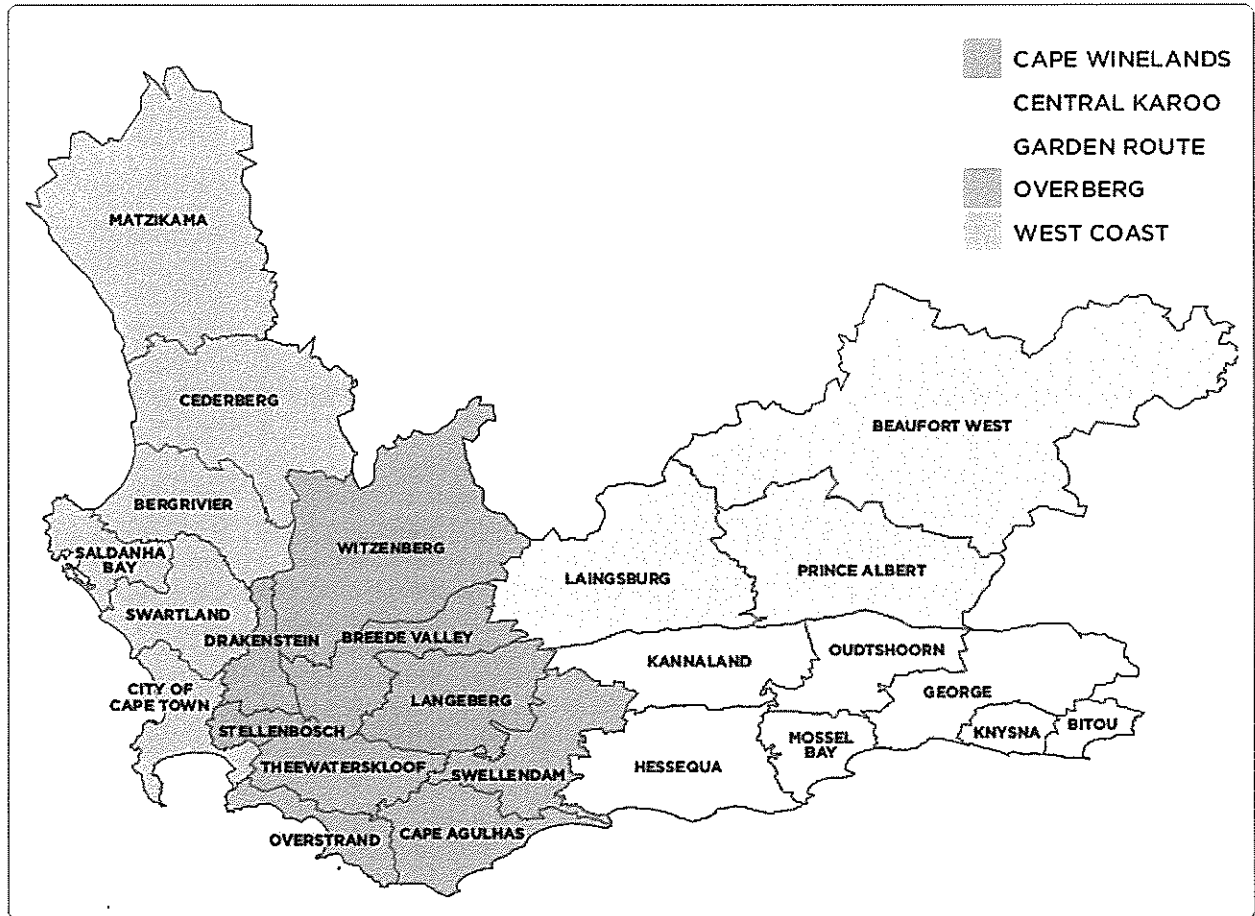 CAPE WINELANDS
CENTRAL KAROO
GARDEN ROUTE
OVERBERG
WEST COAST
MATZIKAMA
CEDERBERG
BEAUFORT WEST
BERGRIVIER
WITZENBERG
SALDANHA
BAY
LAINGSBURG
PRINCE ALBERT
SWARTLAND
DRAKENSTEIN
BREEDE VALLEY
KANNALAND
OUDTSHOORN
CITY OF
CAPE TOWN
LANGEBERG
GEORGE
STELLENBOSCH
MOSSEL
BAY
KNYSNA
BITOU
THEEWATERSKLOOF
SWELLENDAM
HESSEQUA
OVERSTRAND
CAPE AGULHAS